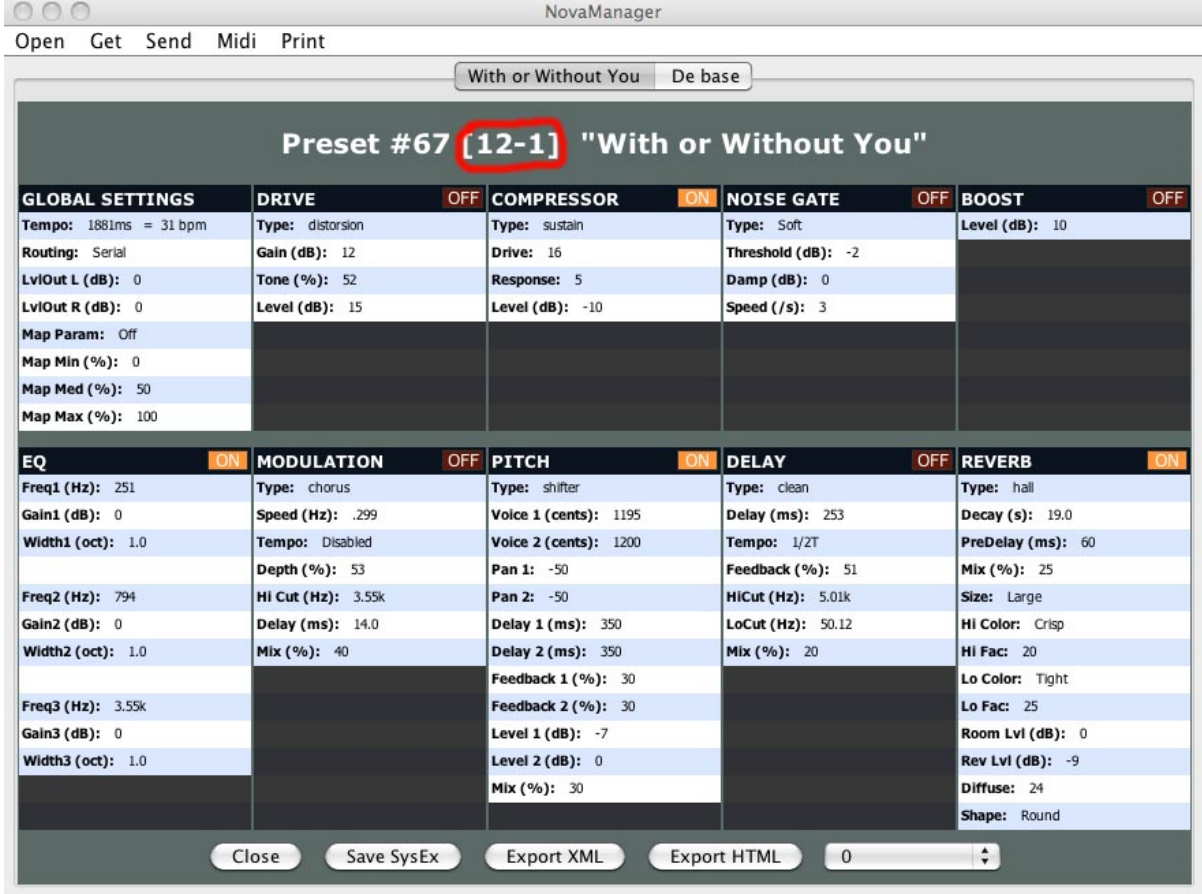 NovaManager
Open Get Send Midi Print
With or Without You De base
Preset #67 [12-1] "With or Without You"
GLOBAL SETTINGS
Tempo: 1881ms = 31 bpm
Routing: Serial
LvlOut L (dB): 0
LvlOut R (dB): 0
Map Param: Off
Map Min (%): 0
Map Med (%): 50
Map Max (%): 100
DRIVE OFF
Type: distorsion
Gain (dB): 12
Tone (%): 52
Level (dB): 15
COMPRESSOR ON
Type: sustain
Drive: 16
Response: 5
Level (dB): -10
NOISE GATE OFF
Type: Soft
Threshold (dB): -2
Damp (dB): 0
Speed (/s): 3
BOOST OFF
Level (dB): 10
EQ ON
Freq1 (Hz): 251
Gain1 (dB): 0
Width1 (oct): 1.0
Freq2 (Hz): 794
Gain2 (dB): 0
Width2 (oct): 1.0
Freq3 (Hz): 3.55k
Gain3 (dB): 0
Width3 (oct): 1.0
MODULATION OFF
Type: chorus
Speed (Hz): .299
Tempo: Disabled
Depth (%): 53
Hi Cut (Hz): 3.55k
Delay (ms): 14.0
Mix (%): 40
PITCH ON
Type: shifter
Voice 1 (cents): 1195
Voice 2 (cents): 1200
Pan 1: -50
Pan 2: -50
Delay 1 (ms): 350
Delay 2 (ms): 350
Feedback 1 (%): 30
Feedback 2 (%): 30
Level 1 (dB): -7
Level 2 (dB): 0
Mix (%): 30
DELAY OFF
Type: clean
Delay (ms): 253
Tempo: 1/2T
Feedback (%): 51
HiCut (Hz): 5.01k
LoCut (Hz): 50.12
Mix (%): 20
REVERB ON
Type: hall
Decay (s): 19.0
PreDelay (ms): 60
Mix (%): 25
Size: Large
Hi Color: Crisp
Hi Fac: 20
Lo Color: Tight
Lo Fac: 25
Room Lvl (dB): 0
Rev Lvl (dB): -9
Diffuse: 24
Shape: Round
Close Save SysEx Export XML Export HTML 0